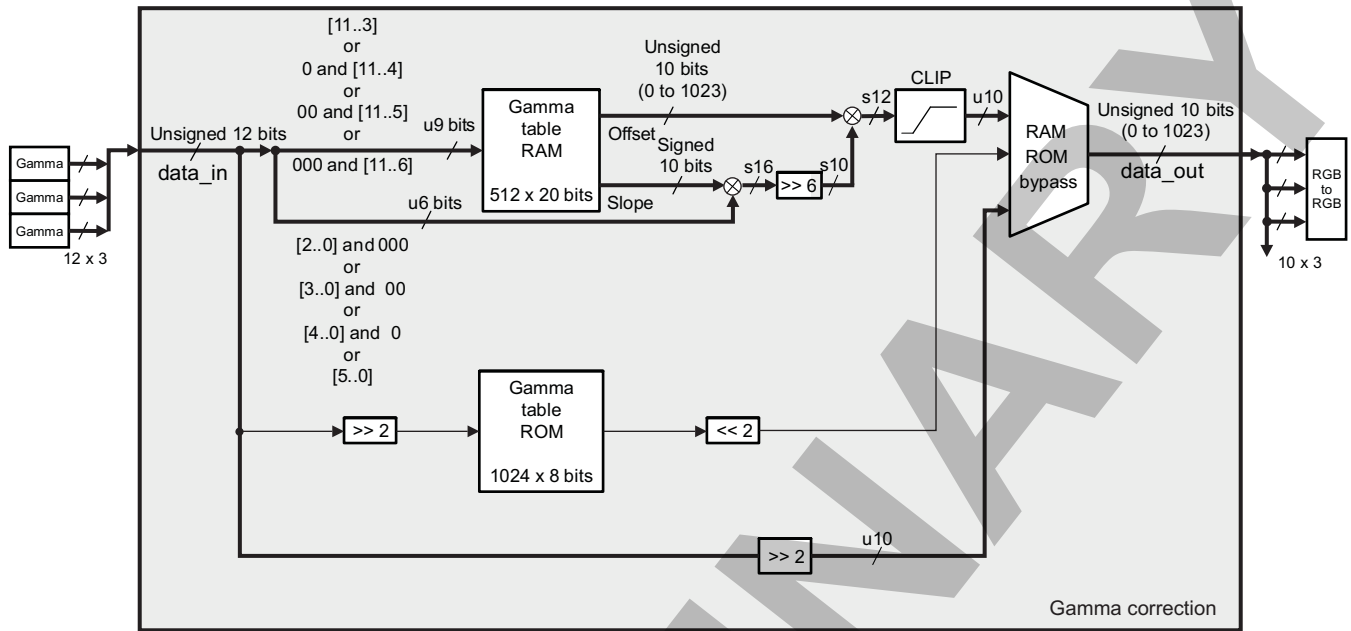 [11..3]
or
0 and [11..4]
or
00 and [11..5]
or
000 and [11..6]
Unsigned 12 bits
data_in
u9 bits
Gamma
table
RAM
512 x 20 bits
Unsigned
10 bits
(0 to 1023)
Offset
Signed
10 bits
Slope
u6 bits
s16
>> 6
s10
s12
CLIP
u10
RAM
ROM
bypass
Unsigned 10 bits
(0 to 1023)
data_out
RGB
to
RGB
10 x 3
Gamma
Gamma
Gamma
12 x 3
[2..0] and 000
or
[3..0] and 00
or
[4..0] and 0
or
[5..0]
>> 2
Gamma
table
ROM
1024 x 8 bits
<< 2
>> 2
u10
Gamma correction
INARY